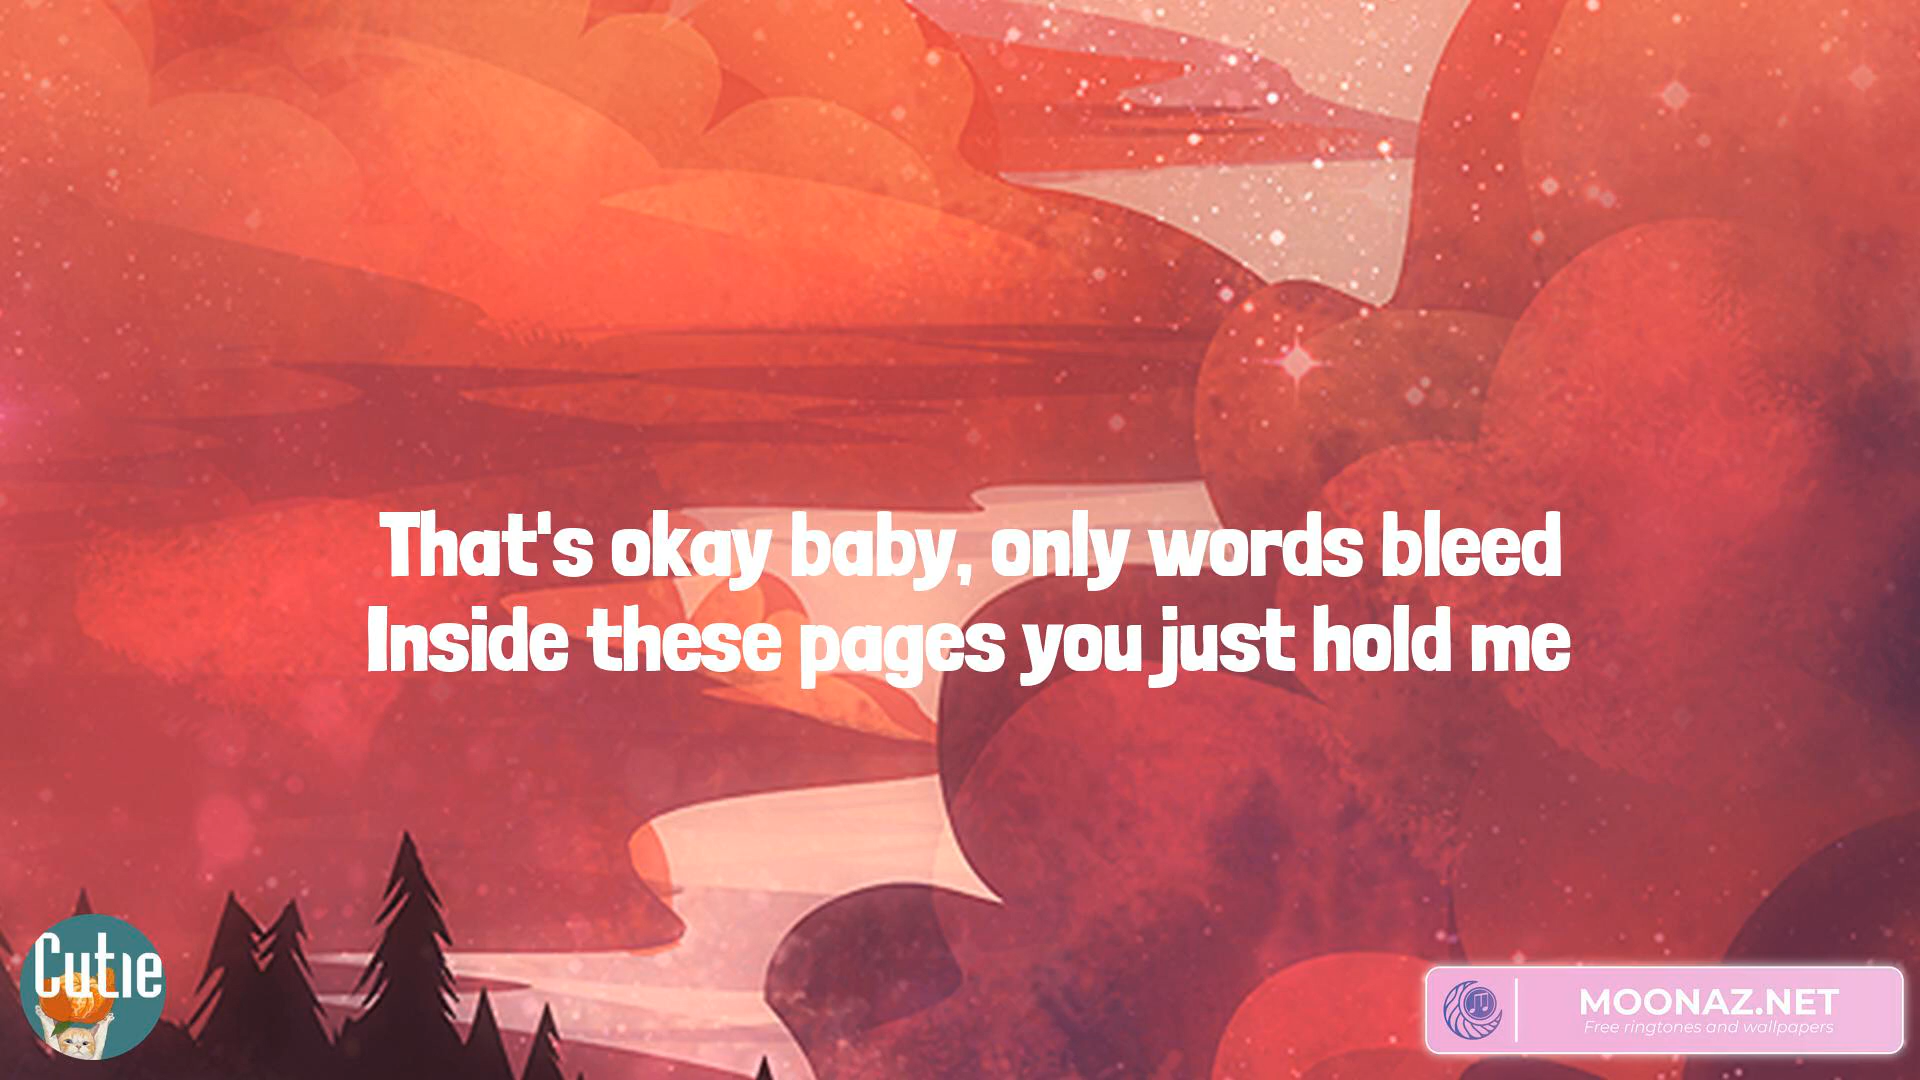 That's okay baby, only words bleed
Inside these pages you just hold me
Cutie
MOONAZ.NET
Free ringtones and wallpapers